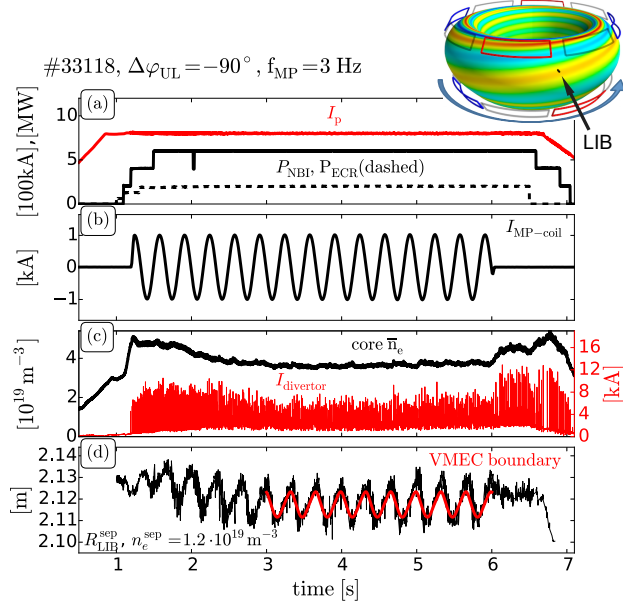 #33118, Δφ_UL=−90°, f_MP=3 Hz
LIB
(a)
I_p
P_NBI, P_ECR(dashed)
[100kA],[MW]
10
5
0
(b)
I_MP−coil
[kA]
1
0
−1
(c)
core n̅_e
I_divertor
[10^19 m^−3]
4
2
0
16
12
8
4
0
[kA]
(d)
VMEC boundary
[m]
2.14
2.13
2.12
2.11
2.10
R_LIB^sep, n_e^sep=1.2·10^19 m^−3
1 2 3 4 5 6 7
time [s]